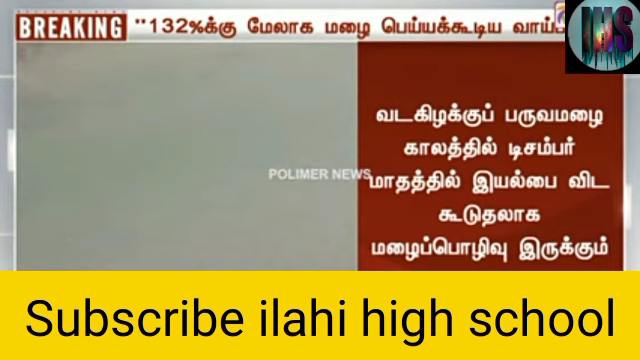 BREAKING "132%க்கு மேலாக மழை பெய்யக்கூடிய
IHS
வடகிழக்குப் பருவமழை
காலத்தில் டிசம்பர்
POLIMER NEWS
மாதத்தில் இயல்பை விட
கூடுதலாக
மழைப்பொழிவு இருக்கும்
Subscribe ilahi high school